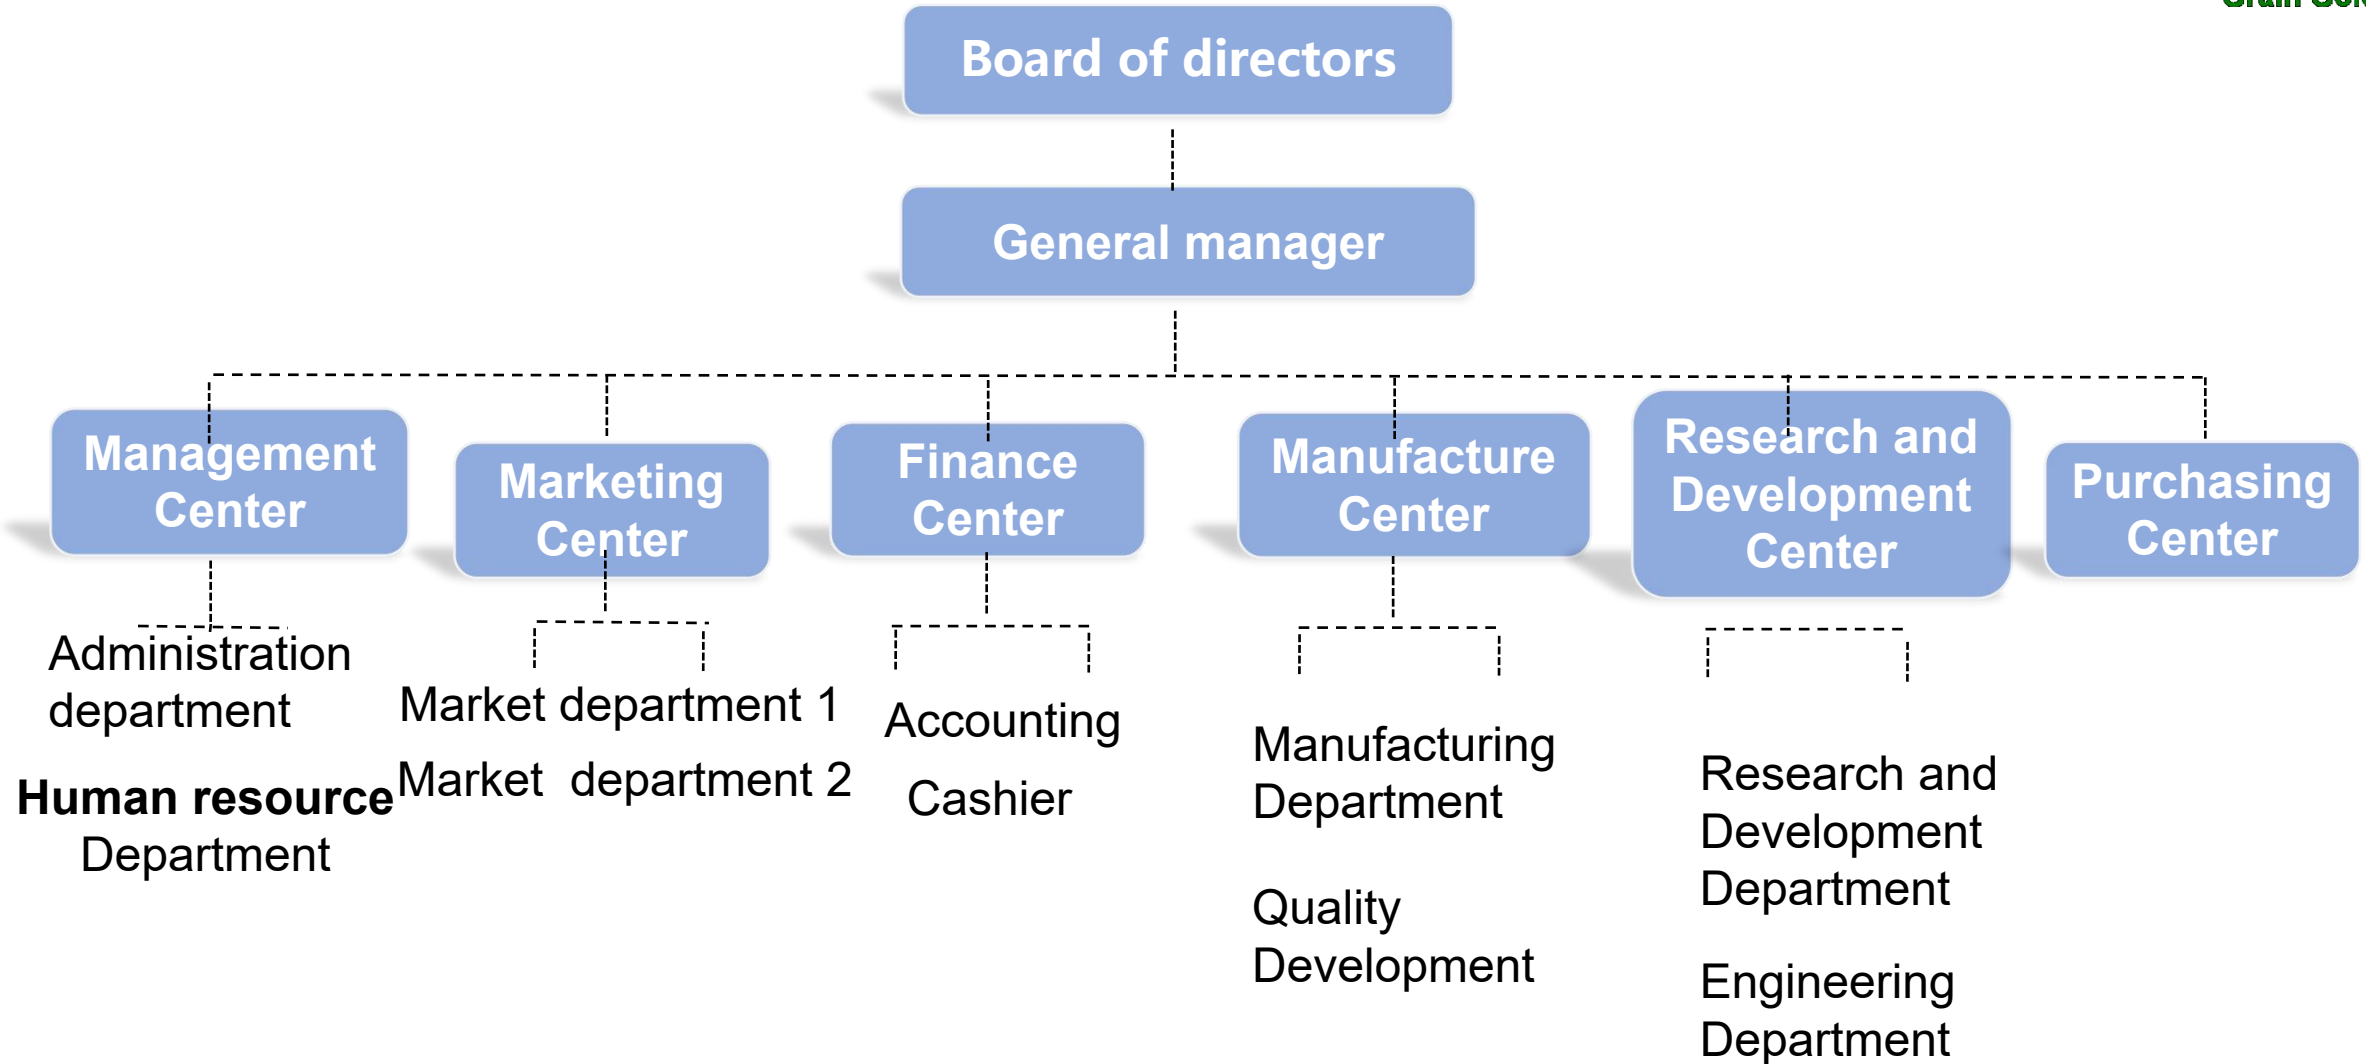 Board of directors
General manager
Management
Center
Marketing
Center
Finance
Center
Manufacture
Center
Research and
Development
Center
Purchasing
Center
Administration
department
Human resource
Department
Market department 1
Market department 2
Accounting
Cashier
Manufacturing
Department
Quality
Development
Research and
Development
Department
Engineering
Department